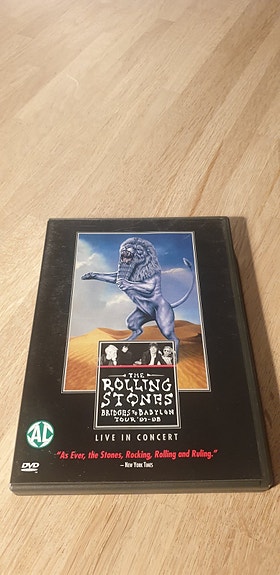 THE
ROLLING
STONES
BRIDGES TO BABYLON
TOUR '97-98
LIVE IN CONCERT
AL
"As Ever, the Stones, Rocking, Rolling and Ruling."
— NEW YORK TIMES
DVD